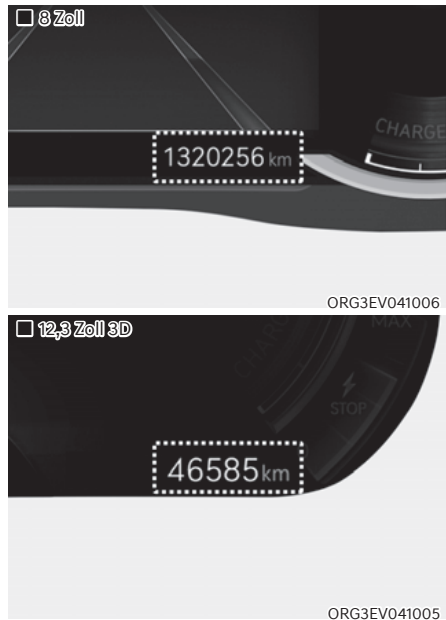 8 Zoll
CHARGE
1320256 km
ORG3EV041006
12,3 Zoll 3D
MAX
CHARGE
STOP
46585km
ORG3EV041005